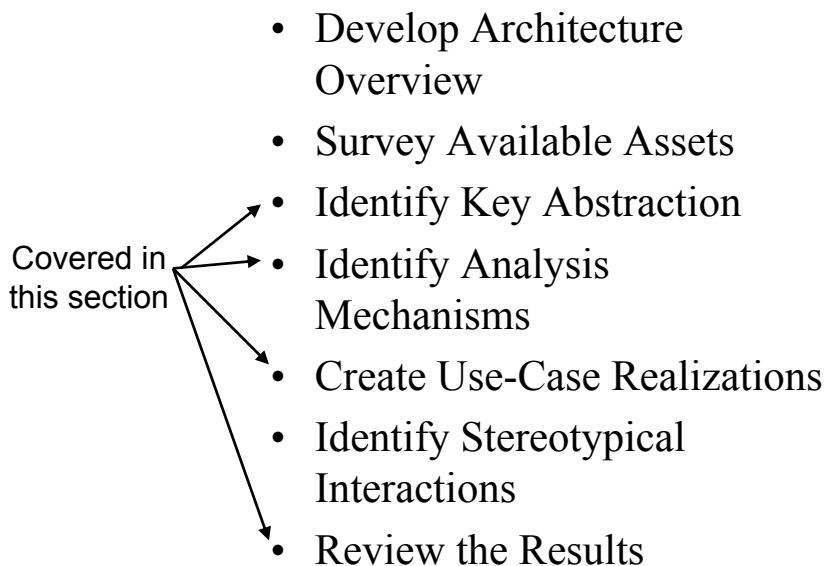 • Develop Architecture
Overview
• Survey Available Assets
• Identify Key Abstraction
• Identify Analysis
Mechanisms
• Create Use-Case Realizations
• Identify Stereotypical
Interactions
• Review the Results
Covered in
this section